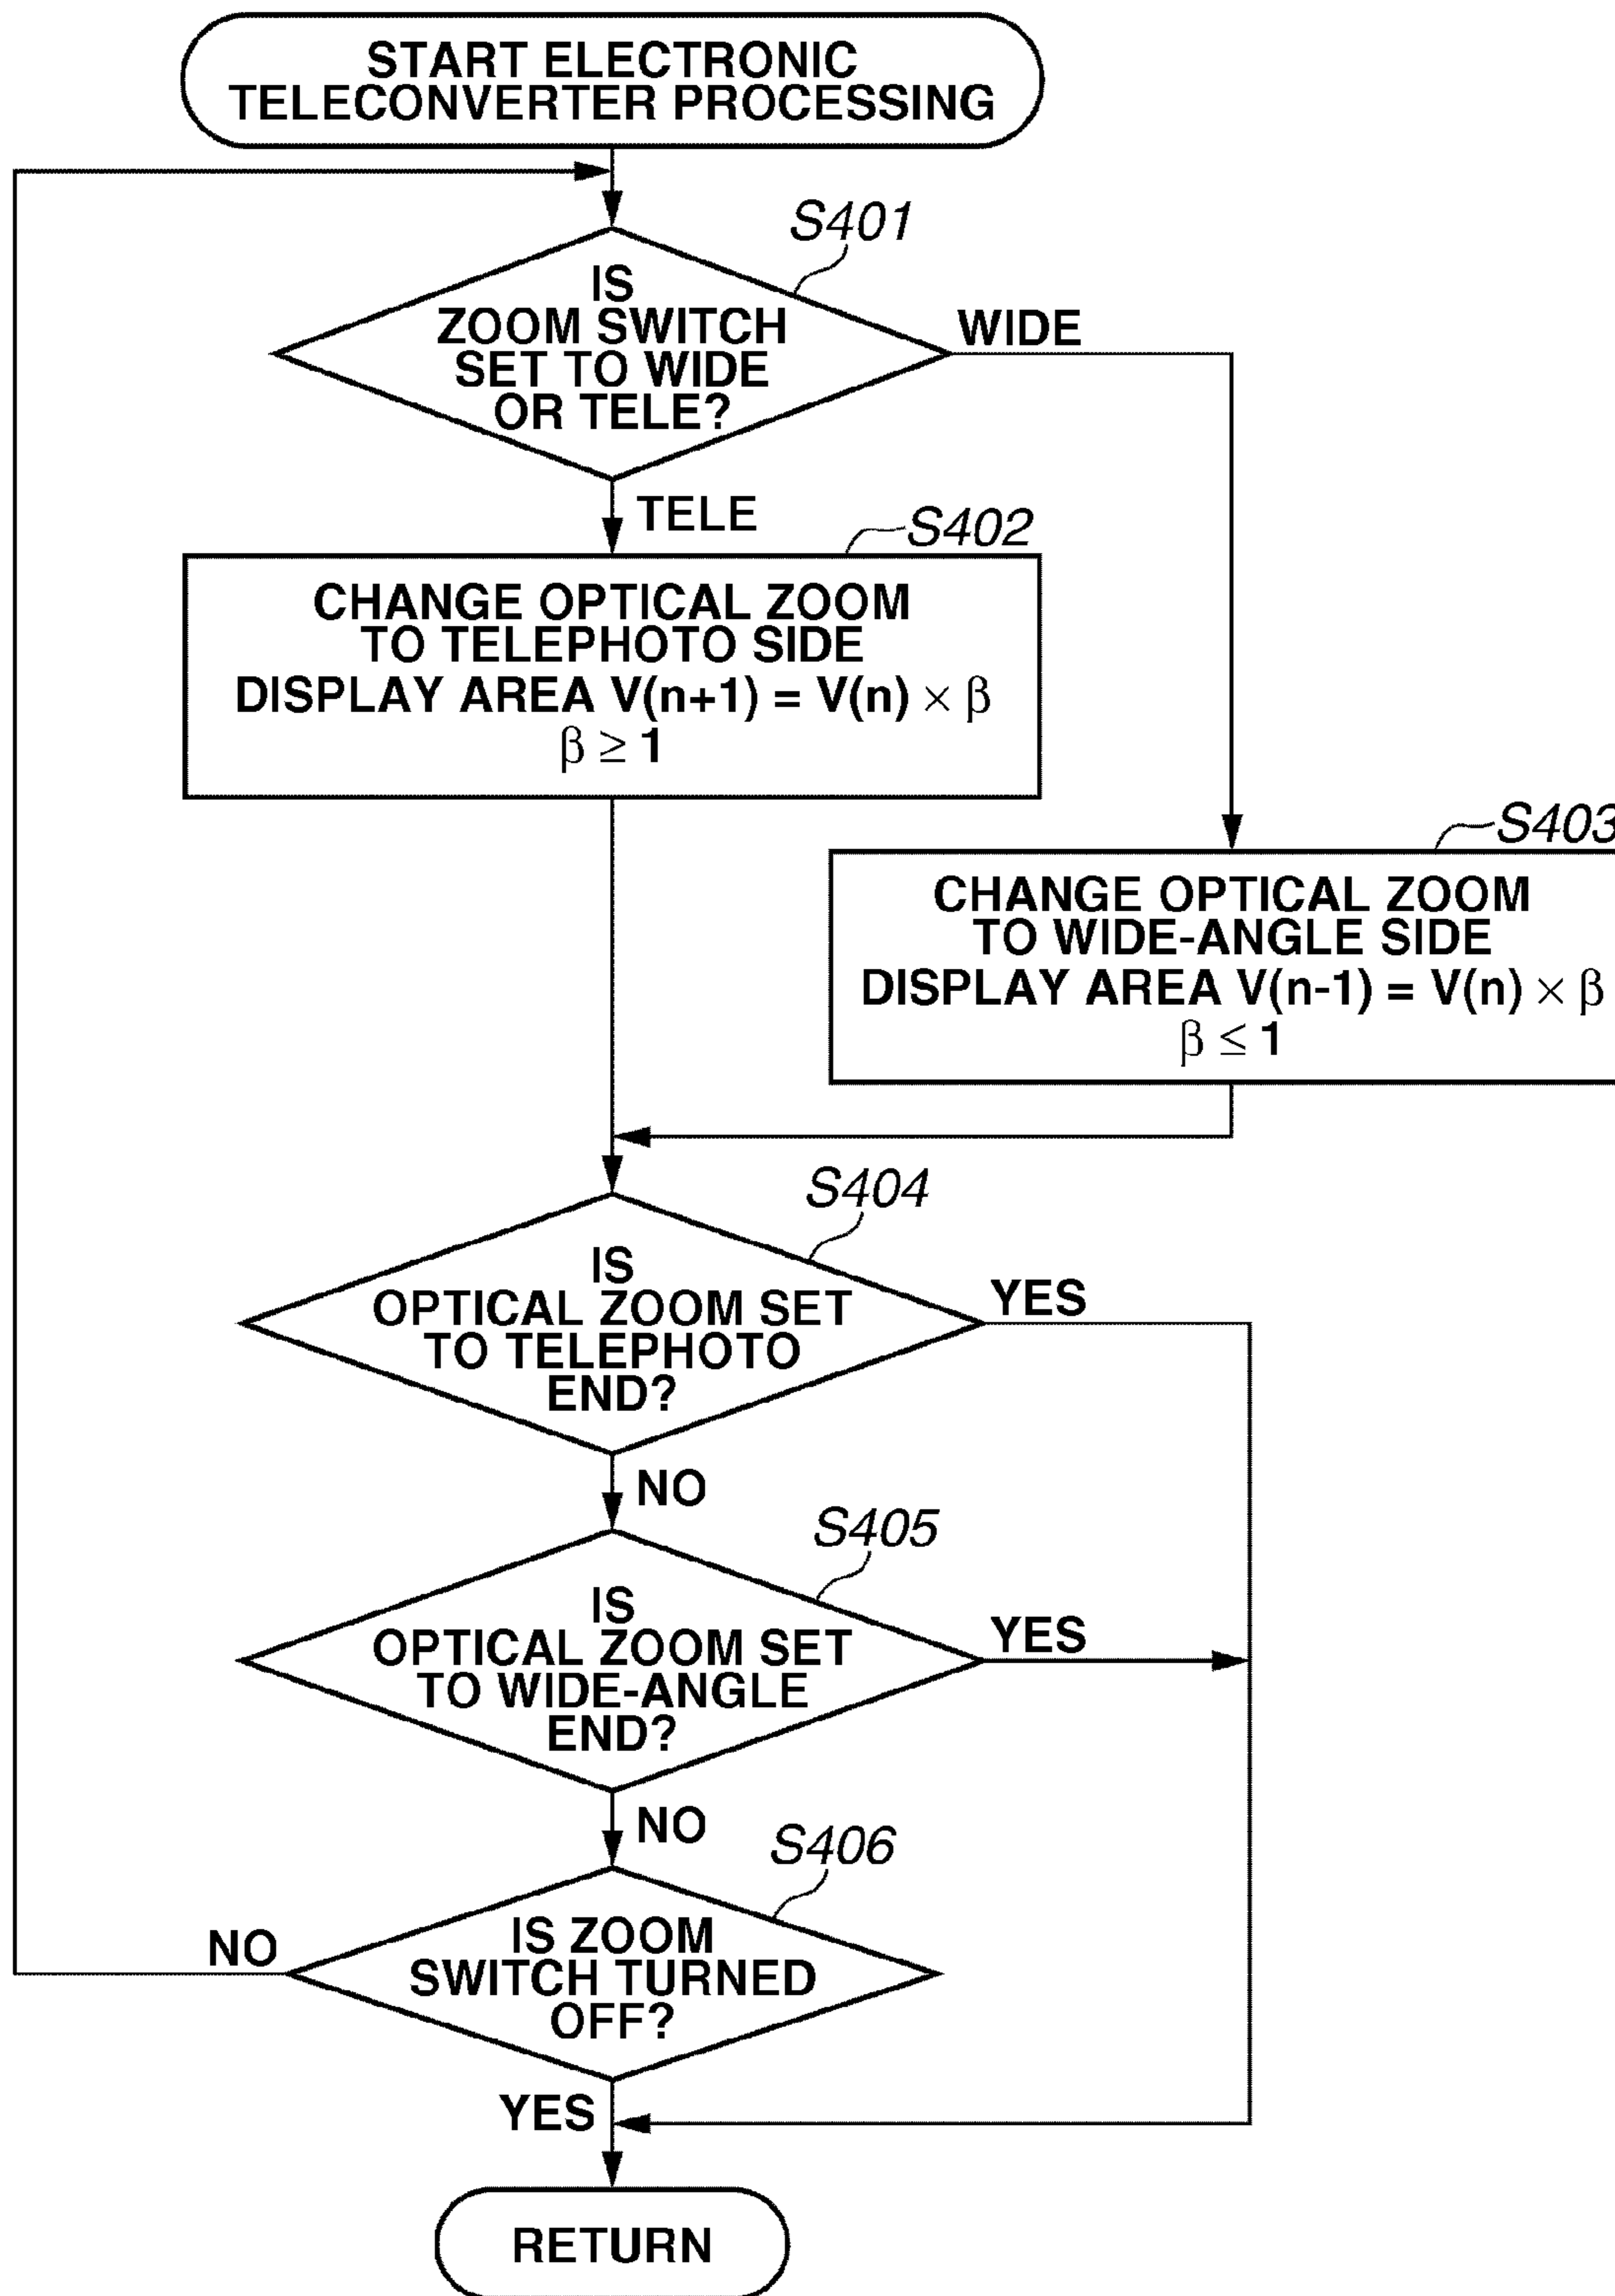 START ELECTRONIC
TELECONVERTER PROCESSING
S401
IS
ZOOM SWITCH
SET TO WIDE
OR TELE?
WIDE
TELE
S402
CHANGE OPTICAL ZOOM
TO TELEPHOTO SIDE
DISPLAY AREA V(n+1) = V(n) × β
β ≥ 1
S403
CHANGE OPTICAL ZOOM
TO WIDE-ANGLE SIDE
DISPLAY AREA V(n-1) = V(n) × β
β ≤ 1
S404
IS
OPTICAL ZOOM SET
TO TELEPHOTO
END?
YES
NO
S405
IS
OPTICAL ZOOM SET
TO WIDE-ANGLE
END?
YES
NO
S406
IS ZOOM
SWITCH TURNED
OFF?
NO
YES
RETURN